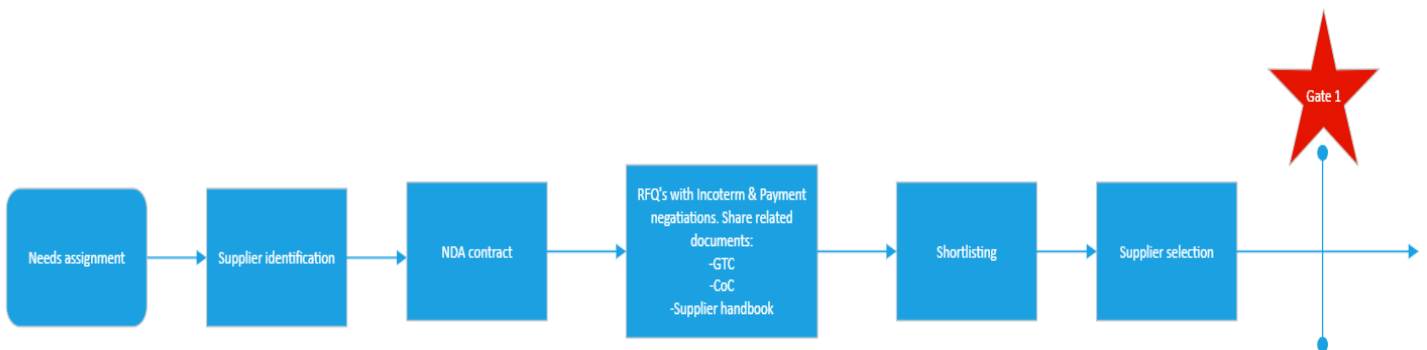 Gate 1
Needs assignment
Supplier identification
NDA contract
RFQ's with Incoterm & Payment
negatiations. Share related
documents:
-GTC
-CoC
-Supplier handbook
Shortlisting
Supplier selection